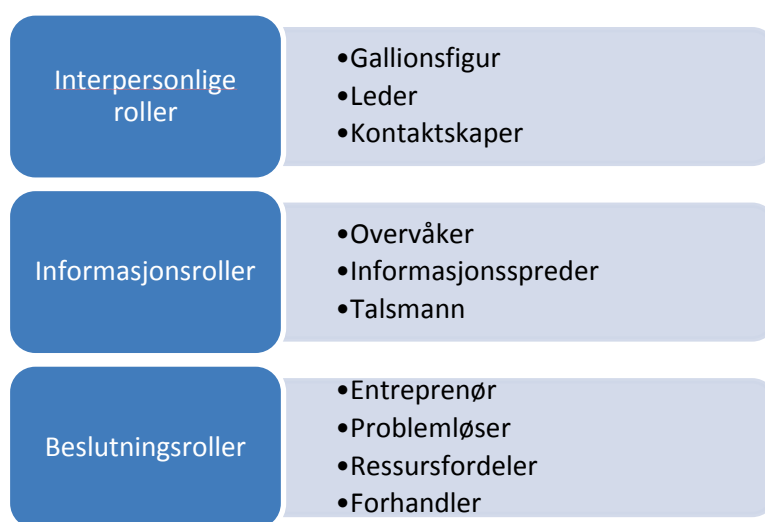 Interpersonlige
roller
•Gallionsfigur
•Leder
•Kontaktskaper
Informasjonsroller
•Overvåker
•Informasjonsspreder
•Talsmann
Beslutningsroller
•Entreprenør
•Problemløser
•Ressursfordeler
•Forhandler